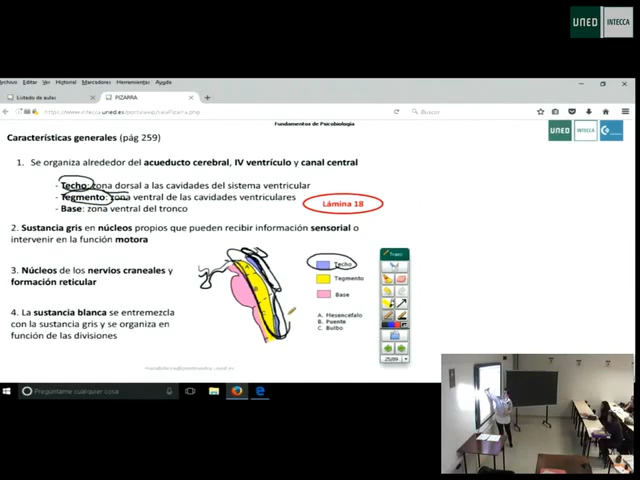 UNED INTECCA
Archivo Editar Ver Historial Marcadores Herramientas Ayuda
Listado de aulas
PIZARRA
Buscar
Fundamentos de Psicobiología
Características generales (pág 259)
UNED INTECCA
1. Se organiza alrededor del acueducto cerebral, IV ventrículo y canal central
- Techo: zona dorsal a las cavidades del sistema ventricular
- Tegmento: zona ventral de las cavidades ventriculares
- Base: zona ventral del tronco
Lámina 18
2. Sustancia gris en núcleos propios que pueden recibir información sensorial o
intervenir en la función motora
3. Núcleos de los nervios craneales y
formación reticular
4. La sustancia blanca se entremezcla
con la sustancia gris y se organiza en
función de las divisiones
Techo
Tegmento
Base
A. Mesencéfalo
B. Puente
C. Bulbo
25/89
Pregúntame cualquier cosa